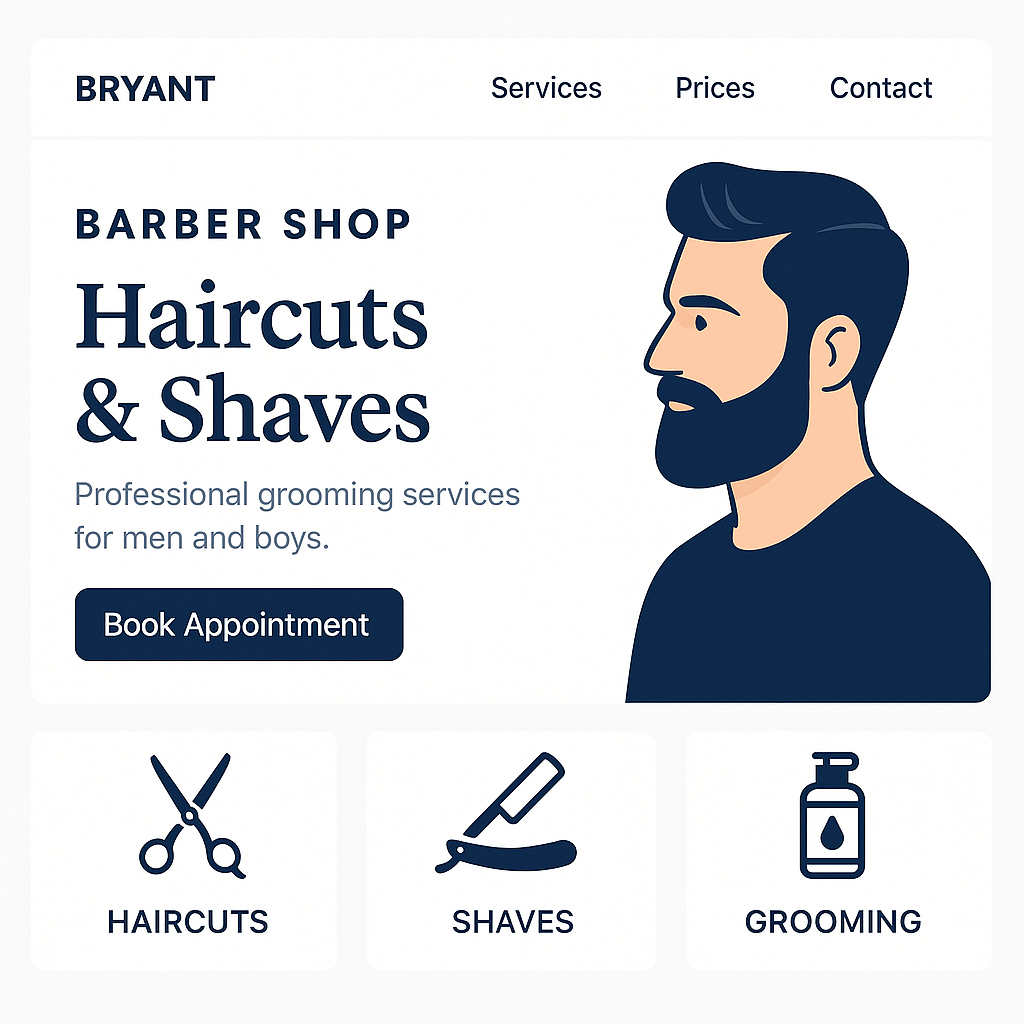 BRYANT
Services Prices Contact
BARBER SHOP
Haircuts
& Shaves
Professional grooming services
for men and boys.
Book Appointment
HAIRCUTS
SHAVES
GROOMING